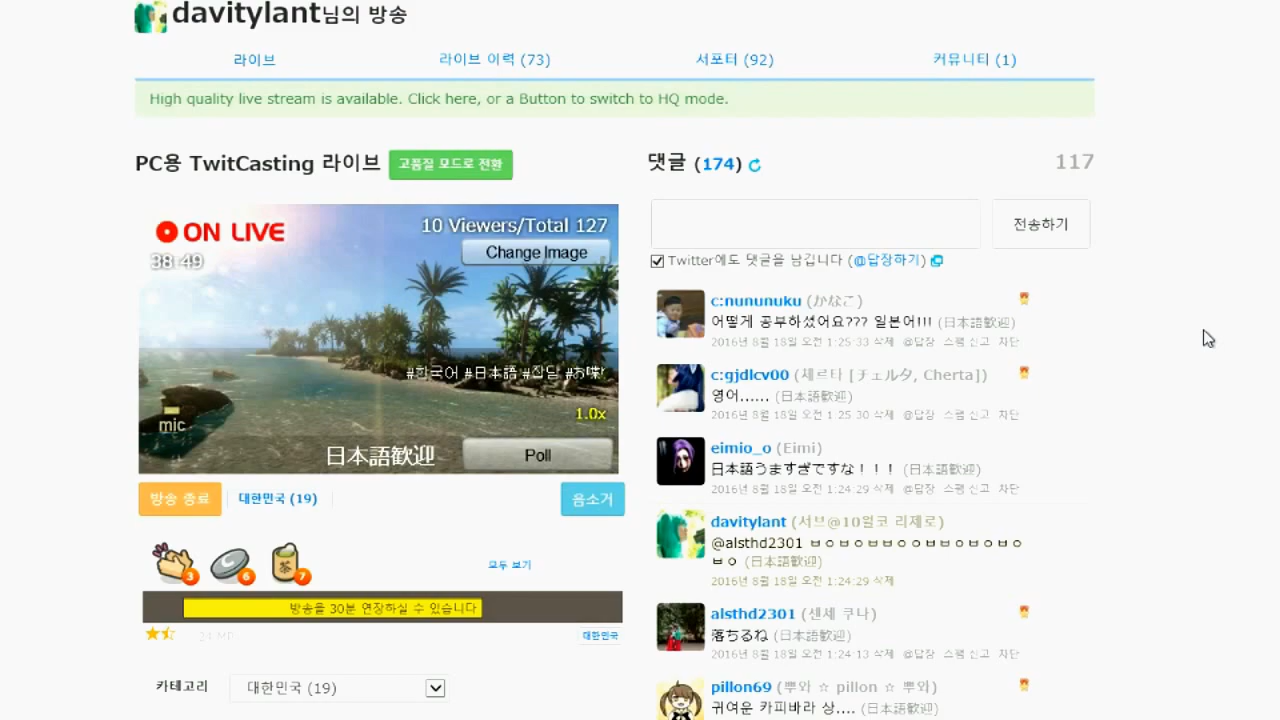 davitylant님의 방송
라이브
라이브 이력 (73)
서포터 (92)
커뮤니티 (1)
High quality live stream is available. Click here, or a Button to switch to HQ mode.
PC용 TwitCasting 라이브
고품질 모드로 전환
ON LIVE
38:49
10 Viewers/Total 127
Change Image
#한국어 #日本語 #잡담 #お喋
1.0x
mic
日本語歓迎
Poll
방송 종료
대한민국 (19)
음소거
3
C
6
茶
7
모두 보기
방송을 30분 연장하실 수 있습니다
24 MP
대한민국
카테고리
대한민국 (19)
댓글 (174)
117
전송하기
Twitter에도 댓글을 남깁니다 (@답장하기)
c:nununuku (かなこ)
어떻게 공부하셨어요??? 일본어!!! (日本語歓迎)
2016년 8월 18일 오전 1:25:33 삭제 @답장 스팸 신고 차단
c:gjdlcv00 (체르타 [チェルタ, Cherta])
영어...... (日本語歓迎)
2016년 8월 18일 오전 1:25:30 삭제 @답장 스팸 신고 차단
eimio_o (Eimi)
日本語うますぎですな！！！ (日本語歓迎)
2016년 8월 18일 오전 1:24:29 삭제 @답장 스팸 신고 차단
davitylant (서브@10일코 리제로)
@alsthd2301 ㅂㅇㅂㅇㅂㅂㅇㅇㅂㅂㅇㅂㅇㅂㅇ
ㅂㅇ (日本語歓迎)
2016년 8월 18일 오전 1:24:29 삭제
alsthd2301 (센세 쿠나)
落ちるね (日本語歓迎)
2016년 8월 18일 오전 1:24:13 삭제 @답장 스팸 신고 차단
pillon69 (뿌와 ☆ pillon ☆ 뿌와)
귀여운 카피바라 상.... (日本語歓迎)